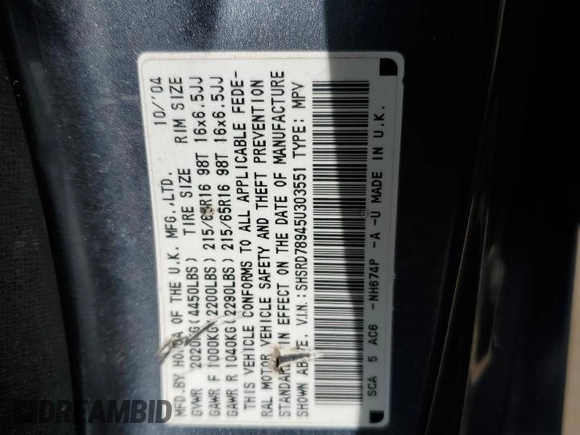 MFD.BY HONDA OF THE U.K. MFG.,LTD. 10/'04
GVWR 2020KG(4450LBS) TIRE SIZE RIM SIZE
GAWR F 1000KG(2200LBS) 215/65R16 98T 16x6.5JJ
GAWR R 1040KG(2290LBS) 215/65R16 98T 16x6.5JJ
THIS VEHICLE CONFORMS TO ALL APPLICABLE FEDE-
RAL MOTOR VEHICLE SAFETY AND THEFT PREVENTION
STANDARDS IN EFFECT ON THE DATE OF MANUFACTURE
SHOWN ABOVE. V.I.N.:SHSRD78945U303551 TYPE: MPV
SCA 5 AC6 -NH674P -A -U MADE IN U.K.
IDREAMBID